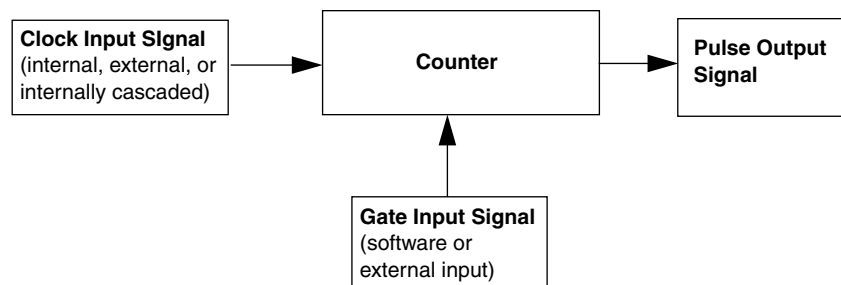 Clock Input SIgnal
(internal, external, or
internally cascaded)
Counter
Pulse Output
Signal
Gate Input Signal
(software or
external input)